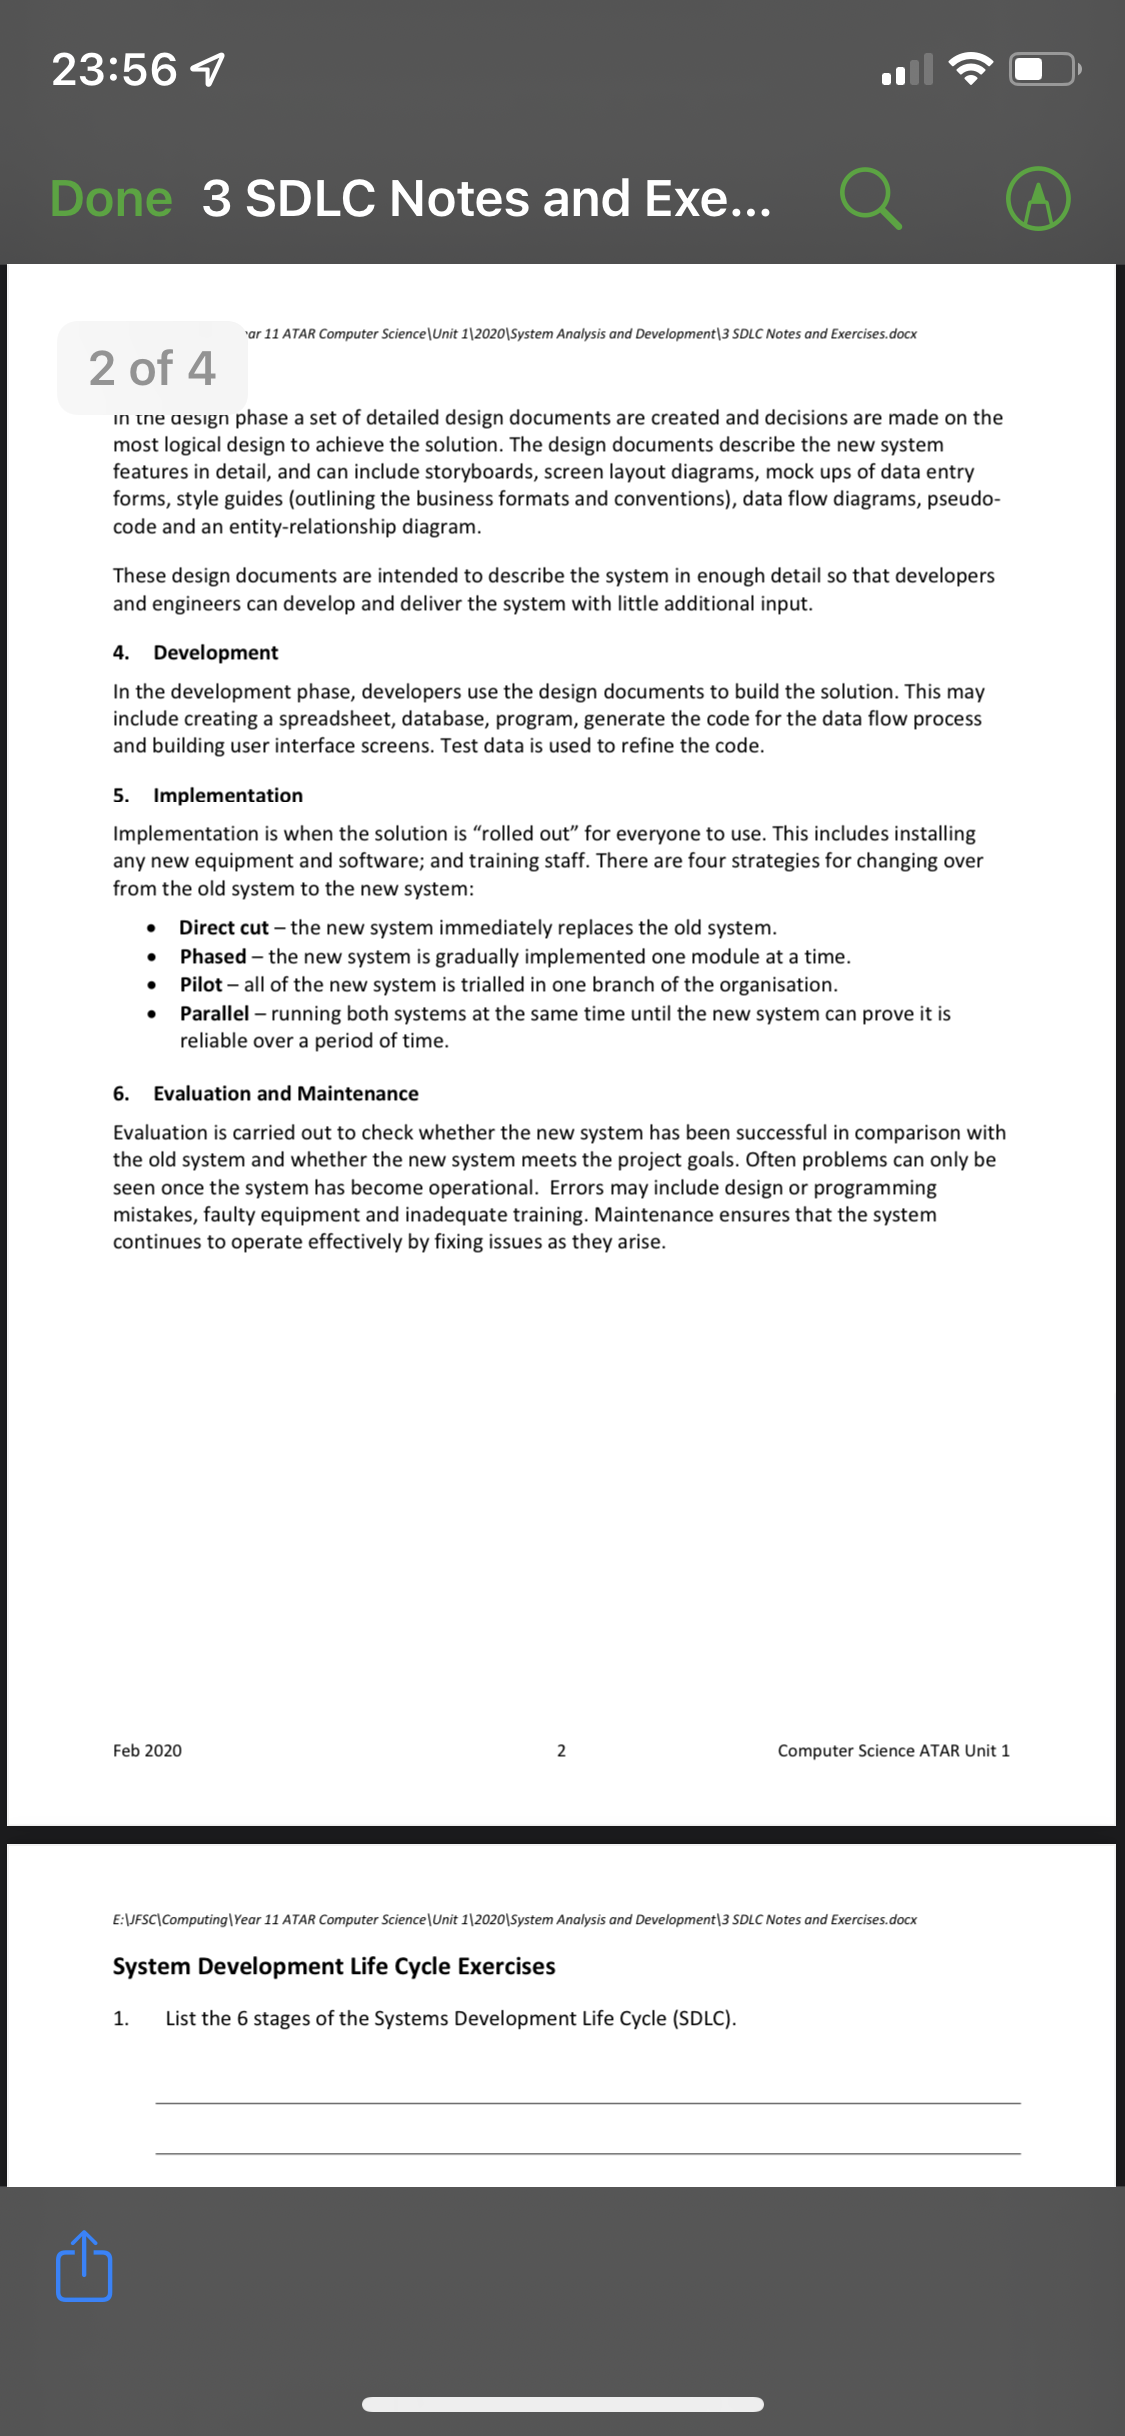 23:56
Done 3 SDLC Notes and Exe...
2 of 4
ar 11 ATAR Computer Science\Unit 1\2020\System Analysis and Development\3 SDLC Notes and Exercises.docx
In the design phase a set of detailed design documents are created and decisions are made on the
most logical design to achieve the solution. The design documents describe the new system
features in detail, and can include storyboards, screen layout diagrams, mock ups of data entry
forms, style guides (outlining the business formats and conventions), data flow diagrams, pseudo-
code and an entity-relationship diagram.
These design documents are intended to describe the system in enough detail so that developers
and engineers can develop and deliver the system with little additional input.
4. Development
In the development phase, developers use the design documents to build the solution. This may
include creating a spreadsheet, database, program, generate the code for the data flow process
and building user interface screens. Test data is used to refine the code.
5. Implementation
Implementation is when the solution is “rolled out” for everyone to use. This includes installing
any new equipment and software; and training staff. There are four strategies for changing over
from the old system to the new system:
• Direct cut – the new system immediately replaces the old system.
• Phased – the new system is gradually implemented one module at a time.
• Pilot – all of the new system is trialled in one branch of the organisation.
• Parallel – running both systems at the same time until the new system can prove it is
reliable over a period of time.
6. Evaluation and Maintenance
Evaluation is carried out to check whether the new system has been successful in comparison with
the old system and whether the new system meets the project goals. Often problems can only be
seen once the system has become operational. Errors may include design or programming
mistakes, faulty equipment and inadequate training. Maintenance ensures that the system
continues to operate effectively by fixing issues as they arise.
Feb 2020 2 Computer Science ATAR Unit 1
E:\JFSC\Computing\Year 11 ATAR Computer Science\Unit 1\2020\System Analysis and Development\3 SDLC Notes and Exercises.docx
System Development Life Cycle Exercises
1. List the 6 stages of the Systems Development Life Cycle (SDLC).